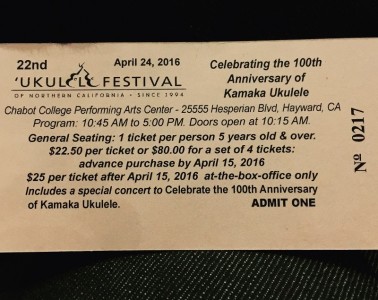 22nd
April 24, 2016
'UKULELE FESTIVAL
OF NORTHERN CALIFORNIA • SINCE 1994
Celebrating the 100th
Anniversary of
Kamaka Ukulele
Chabot College Performing Arts Center - 25555 Hesperian Blvd, Hayward, CA
Program: 10:45 AM to 5:00 PM. Doors open at 10:15 AM.
General Seating: 1 ticket per person 5 years old & over.
$22.50 per ticket or $80.00 for a set of 4 tickets:
advance purchase by April 15, 2016
$25 per ticket after April 15, 2016 at-the-box-office only
Includes a special concert to Celebrate the 100th Anniversary
of Kamaka Ukulele.
ADMIT ONE
Nº 0217